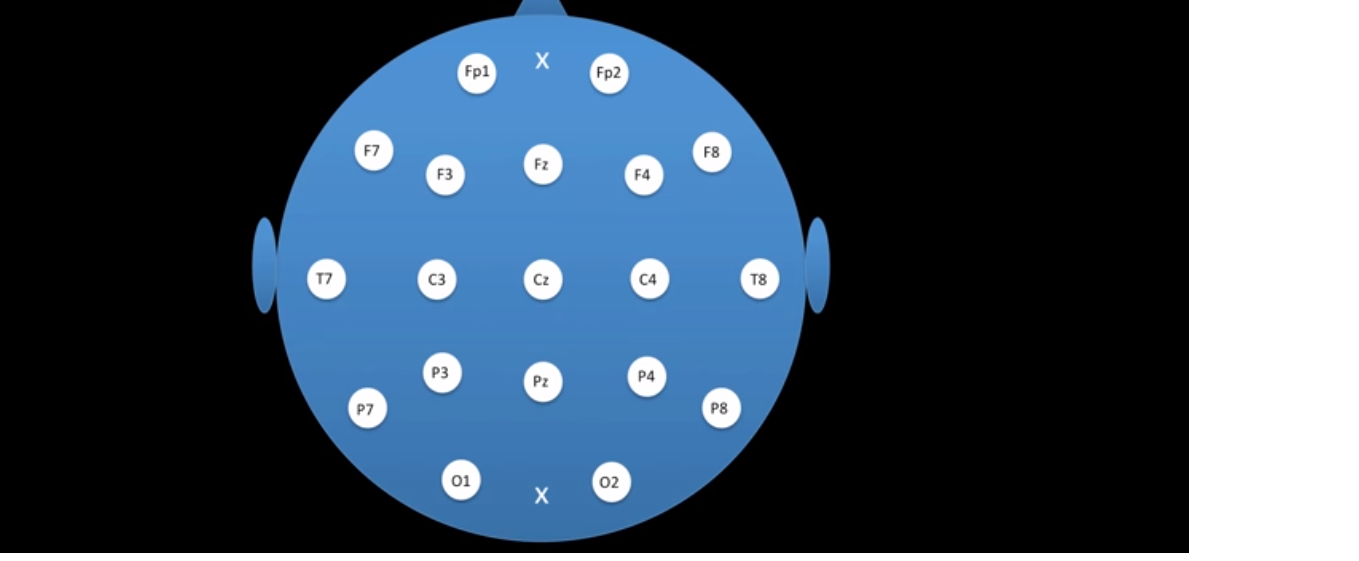 X
Fp1 Fp2
F7 F8
F3 Fz F4
T7 C3 Cz C4 T8
P3 Pz P4
P7 P8
O1 O2
X